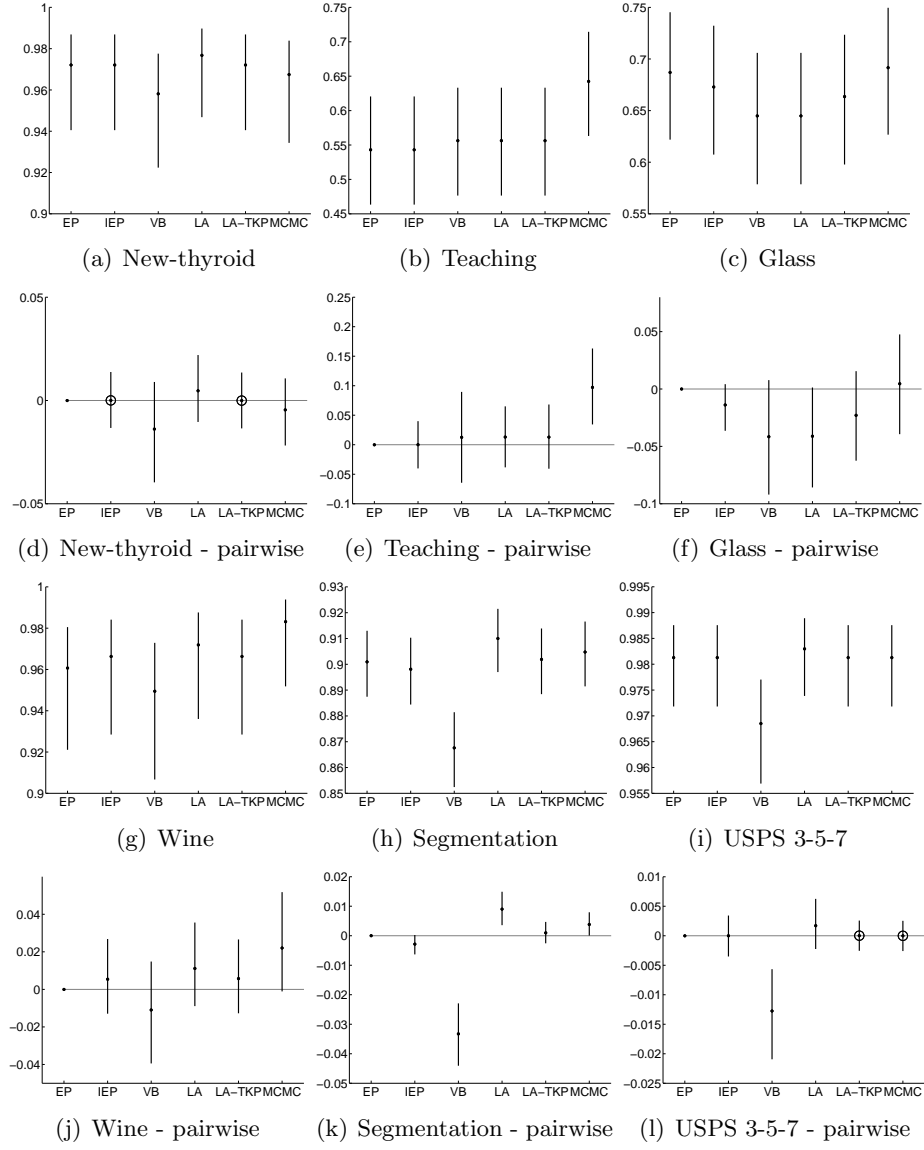 1 0.75 0.75
0.98 0.7 0.7
0.65
0.96 0.6 0.65
0.94 0.55 0.6
0.92 0.5
0.9 0.45 0.55
EP IEP VB LA LA−TKP MCMC EP IEP VB LA LA−TKP MCMC EP IEP VB LA LA−TKP MCMC
(a) New-thyroid (b) Teaching (c) Glass
0.05 0.25
0.2 0.05
0.15
0 0.1 0
0.05
0 −0.05
−0.05
−0.05 −0.1 −0.1
EP IEP VB LA LA−TKP MCMC EP IEP VB LA LA−TKP MCMC EP IEP VB LA LA−TKP MCMC
(d) New-thyroid - pairwise (e) Teaching - pairwise (f) Glass - pairwise
1 0.93 0.995
0.98 0.92 0.99
0.91 0.985
0.96 0.9 0.98
0.94 0.89 0.975
0.88 0.97
0.92 0.87 0.965
0.86 0.96
0.9 0.85 0.955
EP IEP VB LA LA−TKP MCMC EP IEP VB LA LA−TKP MCMC EP IEP VB LA LA−TKP MCMC
(g) Wine (h) Segmentation (i) USPS 3-5-7
0.02 0.01
0.04 0.01 0.005
0.02 0 0
−0.01 −0.005
0 −0.02 −0.01
−0.02 −0.03 −0.015
−0.04 −0.04 −0.02
−0.05 −0.025
EP IEP VB LA LA−TKP MCMC EP IEP VB LA LA−TKP MCMC EP IEP VB LA LA−TKP MCMC
(j) Wine - pairwise (k) Segmentation - pairwise (l) USPS 3-5-7 - pairwise